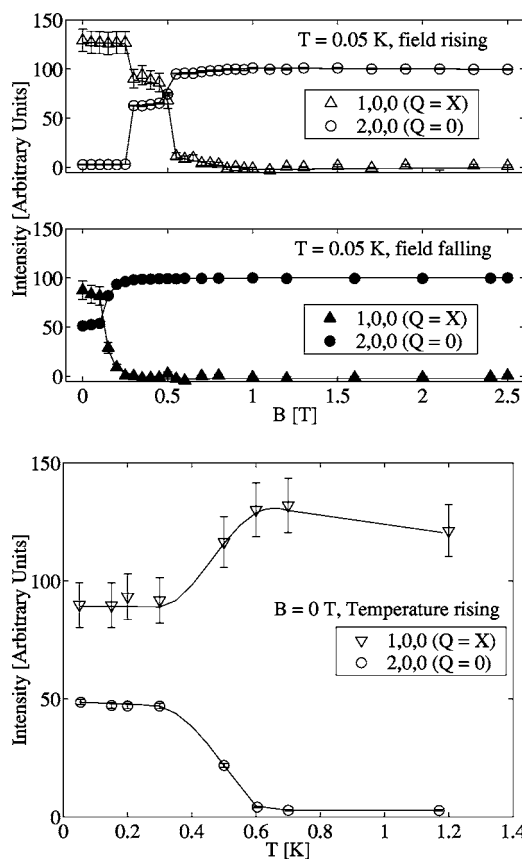 150
T = 0.05 K, field rising
100
1,0,0 (Q = X)
2,0,0 (Q = 0)
50
0
Intensity [Arbitrary Units]
150
T = 0.05 K, field falling
100
1,0,0 (Q = X)
2,0,0 (Q = 0)
50
0
0 0.5 1 1.5 2 2.5
B [T]
150
100
Intensity [Arbitrary Units]
B = 0 T, Temperature rising
1,0,0 (Q = X)
2,0,0 (Q = 0)
50
0
0 0.2 0.4 0.6 0.8 1 1.2 1.4
T [K]